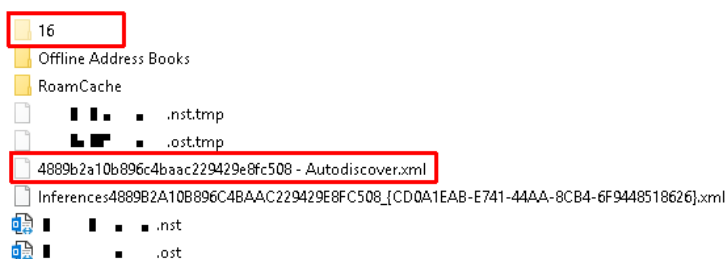 16
Offline Address Books
RoamCache
.nst.tmp
.ost.tmp
4889b2a10b896c4baac229429e8fc508 - Autodiscover.xml
Inferences4889B2A10B896C4BAAC229429E8FC508_{CD0A1EAB-E741-44AA-8CB4-6F9448518626}.xml
.nst
.ost